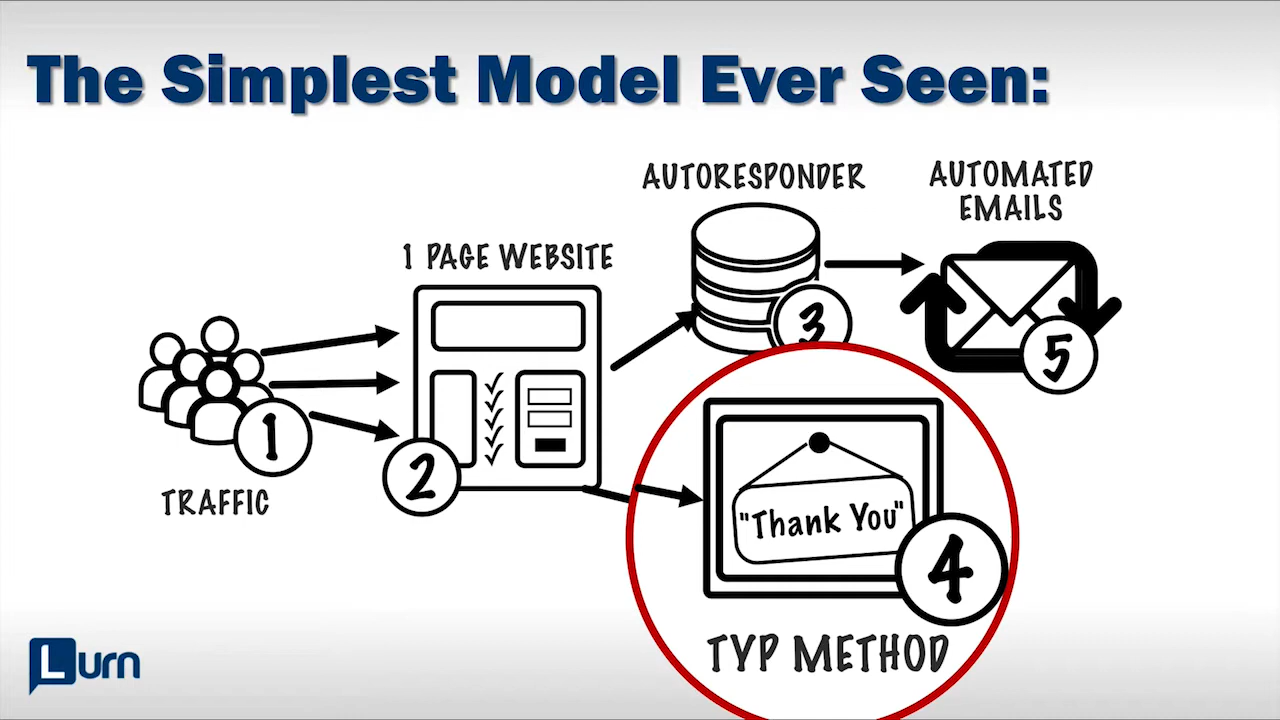 The Simplest Model Ever Seen:
AUTORESPONDER
AUTOMATED
EMAILS
1 PAGE WEBSITE
3
5
1
2
TRAFFIC
"Thank You"
4
TYP METHOD
Lurn